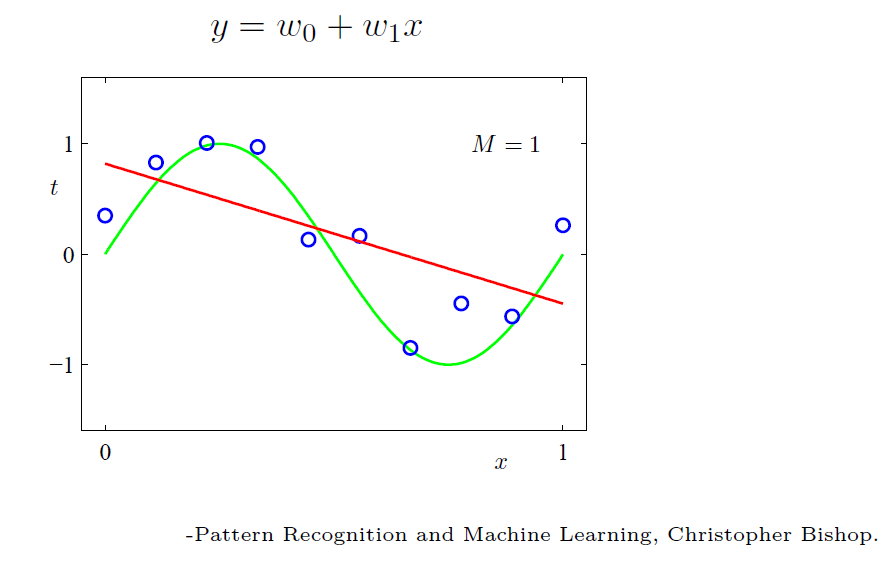 y = w₀ + w₁x
M = 1
1
t
0
−1
0
1
x
-Pattern Recognition and Machine Learning, Christopher Bishop.